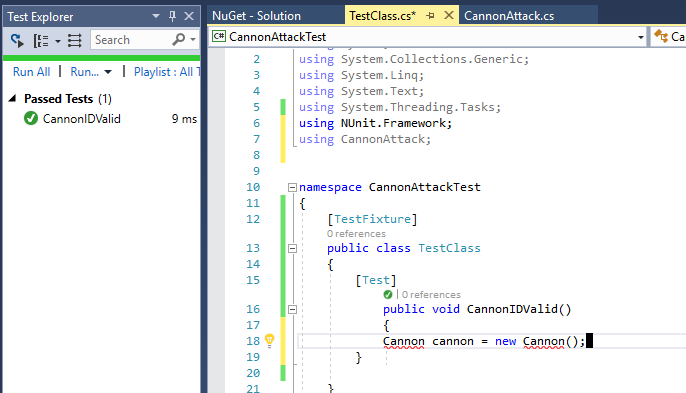 Test Explorer
NuGet - Solution
TestClass.cs*
CannonAttack.cs
Search
C# CannonAttackTest
Ca
Run All | Run... | Playlist : All T
Passed Tests (1)
CannonIDValid 9 ms
2 using System.Collections.Generic;
3 using System.Linq;
4 using System.Text;
5 using System.Threading.Tasks;
6 using NUnit.Framework;
7 using CannonAttack;
8
9
10 namespace CannonAttackTest
11 {
12 [TestFixture]
0 references
13 public class TestClass
14 {
15 [Test]
| 0 references
16 public void CannonIDValid()
17 {
18 Cannon cannon = new Cannon();
19 }
20
21 }